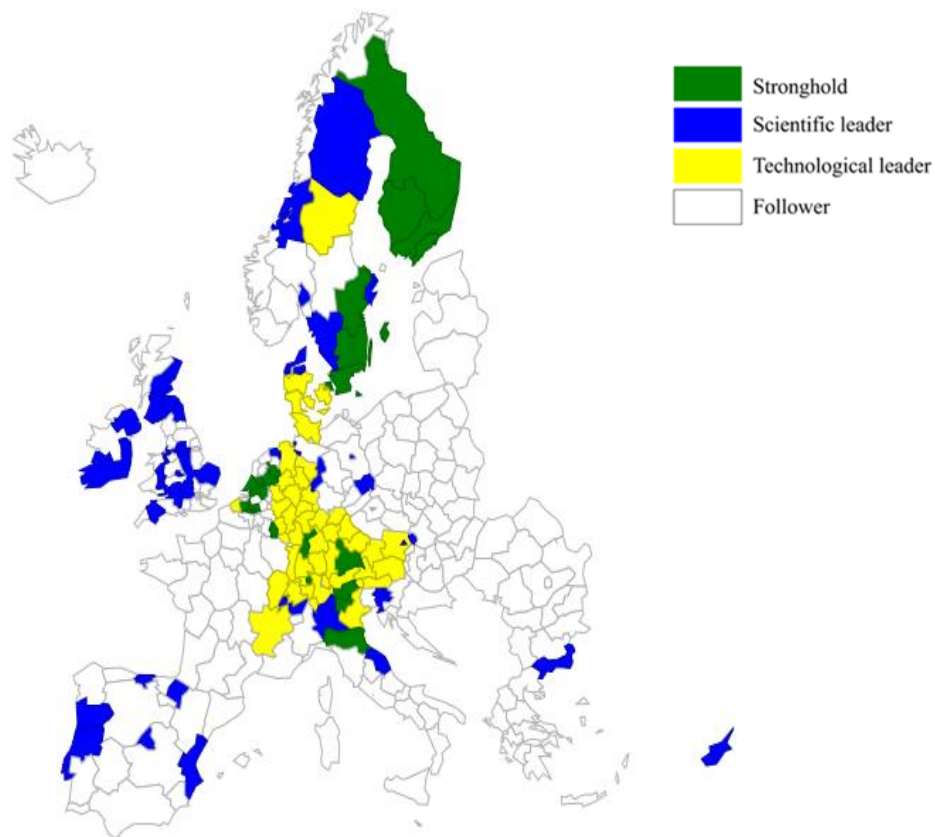 Stronghold
Scientific leader
Technological leader
Follower